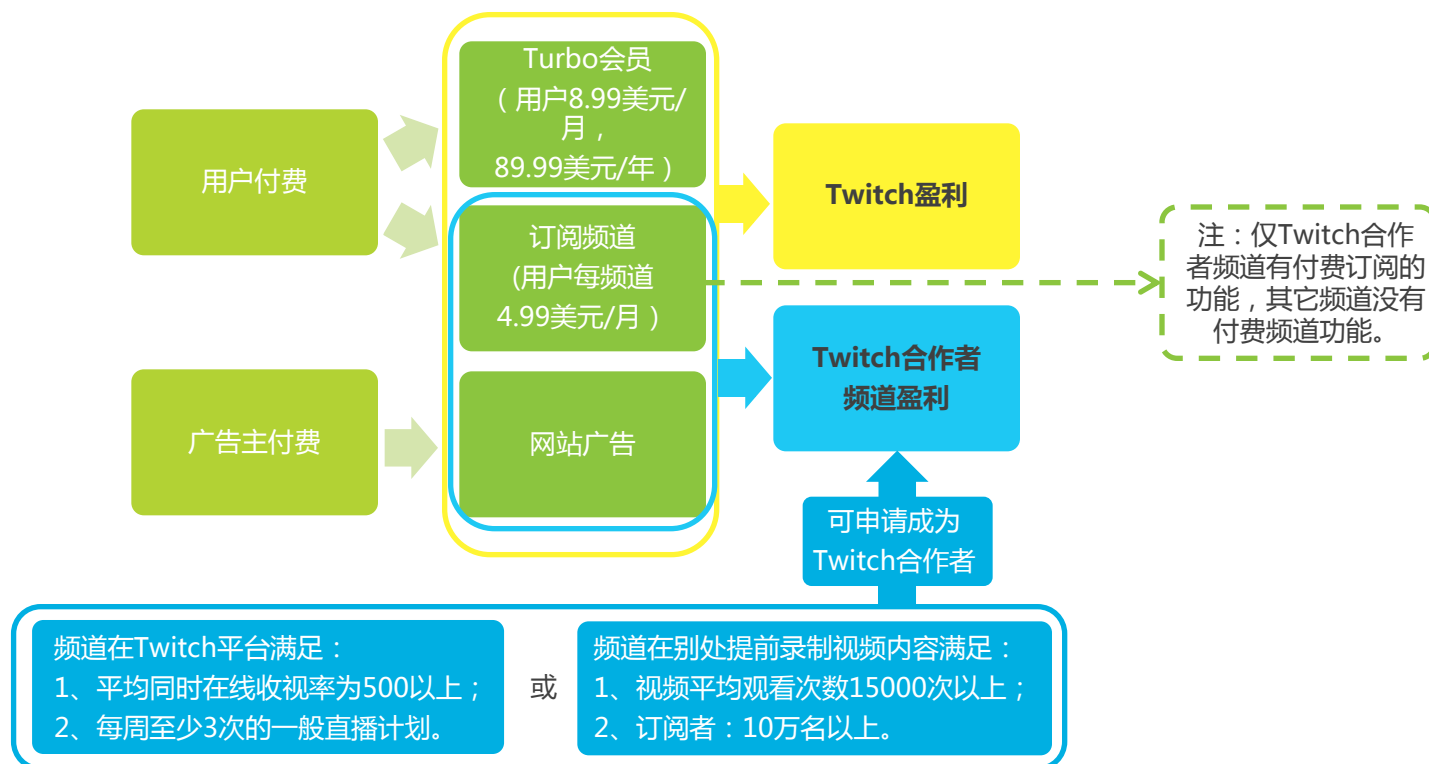 Turbo会员
（用户8.99美元/
月，
89.99美元/年）
用户付费
Twitch盈利
订阅频道
(用户每频道
4.99美元/月）
注：仅Twitch合作
者频道有付费订阅的
功能，其它频道没有
付费频道功能。
Twitch合作者
频道盈利
广告主付费
网站广告
可申请成为
Twitch合作者
频道在Twitch平台满足：
1、平均同时在线收视率为500以上；
2、每周至少3次的一般直播计划。
或
频道在别处提前录制视频内容满足：
1、视频平均观看次数15000次以上；
2、订阅者：10万名以上。